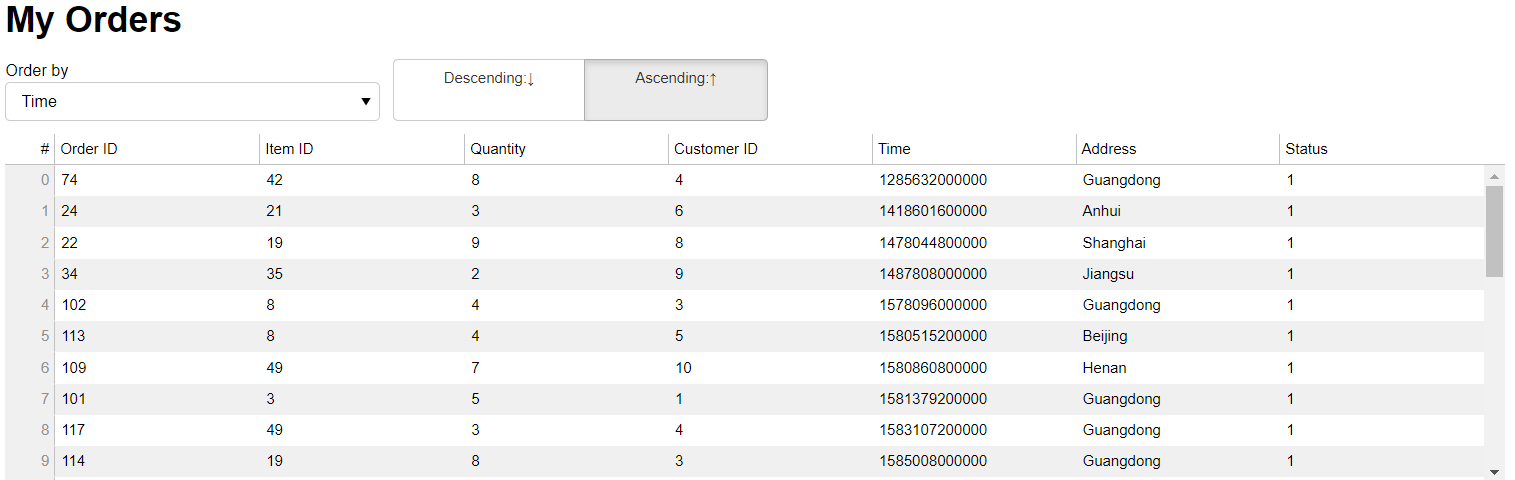 My Orders
Order by
Time ▼
Descending:↓ Ascending:↑
# Order ID Item ID Quantity Customer ID Time Address Status
0 74 42 8 4 1285632000000 Guangdong 1
1 24 21 3 6 1418601600000 Anhui 1
2 22 19 9 8 1478044800000 Shanghai 1
3 34 35 2 9 1487808000000 Jiangsu 1
4 102 8 4 3 1578096000000 Guangdong 1
5 113 8 4 5 1580515200000 Beijing 1
6 109 49 7 10 1580860800000 Henan 1
7 101 3 5 1 1581379200000 Guangdong 1
8 117 49 3 4 1583107200000 Guangdong 1
9 114 19 8 3 1585008000000 Guangdong 1